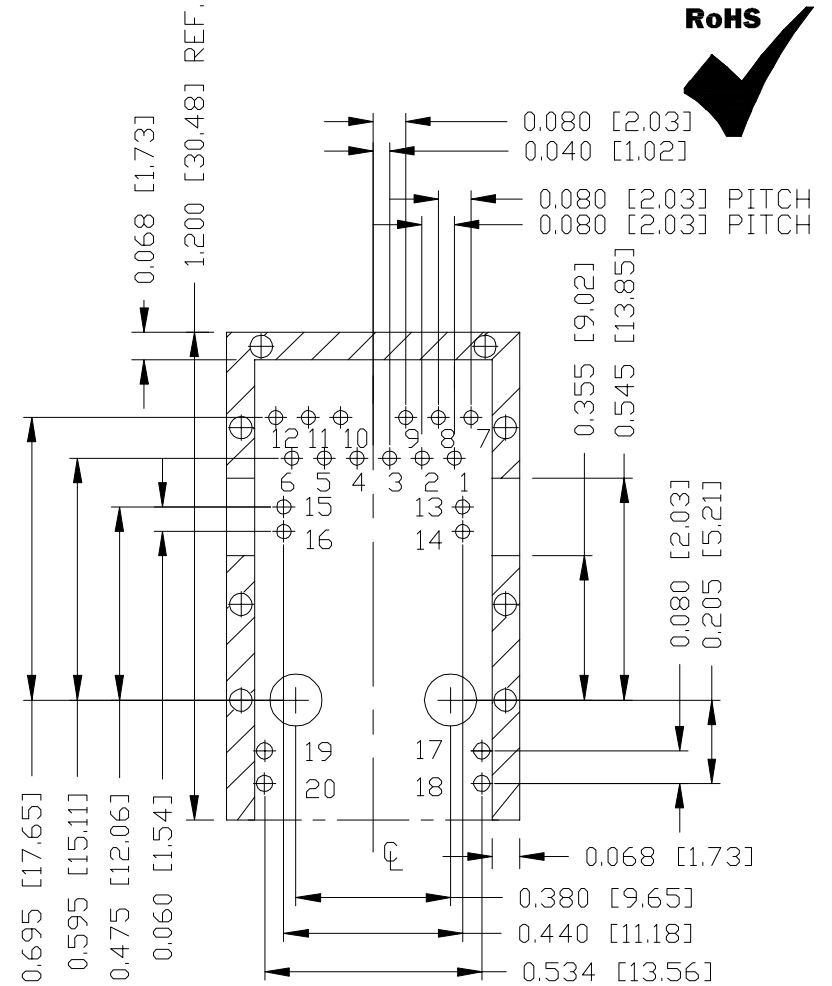 RoHS
1.200 [30.48] REF.
0.068 [1.73]
0.080 [2.03]
0.040 [1.02]
0.080 [2.03] PITCH
0.080 [2.03] PITCH
0.355 [9.02]
0.545 [13.85]
12 11 10 9 8 7
6 5 4 3 2 1
15 13
16 14
0.080 [2.03]
0.205 [5.21]
19 17
20 18
0.695 [17.65]
0.595 [15.11]
0.475 [12.06]
0.060 [1.54]
CL
0.068 [1.73]
0.380 [9.65]
0.440 [11.18]
0.534 [13.56]